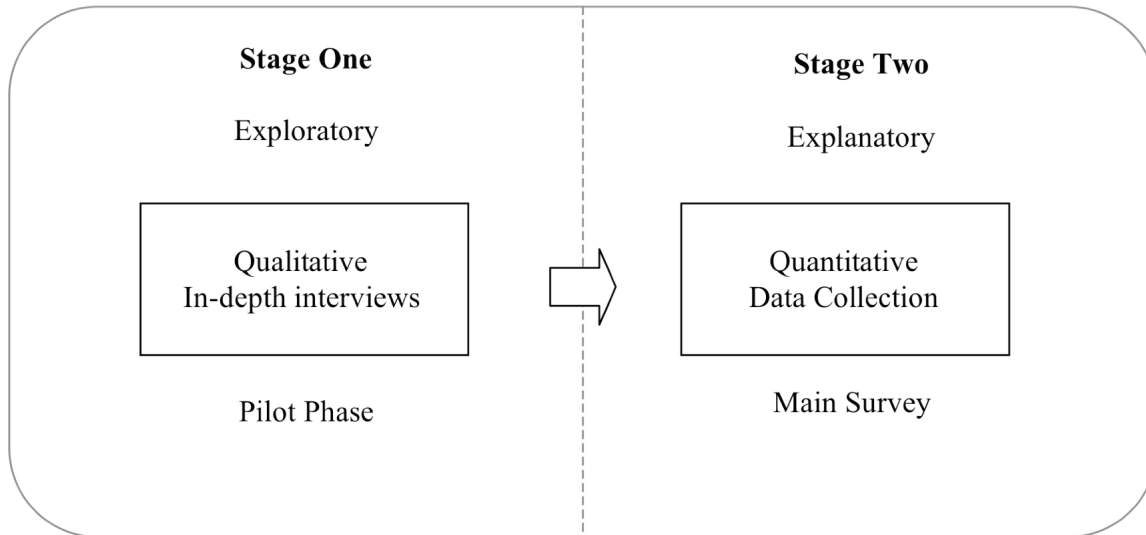 Stage One
Exploratory
Qualitative
In-depth interviews
Pilot Phase
Stage Two
Explanatory
Quantitative
Data Collection
Main Survey